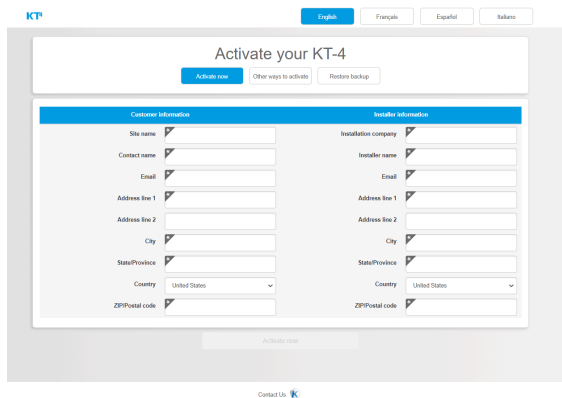 KT4
English Français Español Italiano
Activate your KT-4
Activate now Other ways to activate Restore backup
Customer information Installer information
Site name Installation company
Contact name Installer name
Email Email
Address line 1 Address line 1
Address line 2 Address line 2
City City
State/Province State/Province
Country United States Country United States
ZIP/Postal code ZIP/Postal code
Activate now
Contact Us